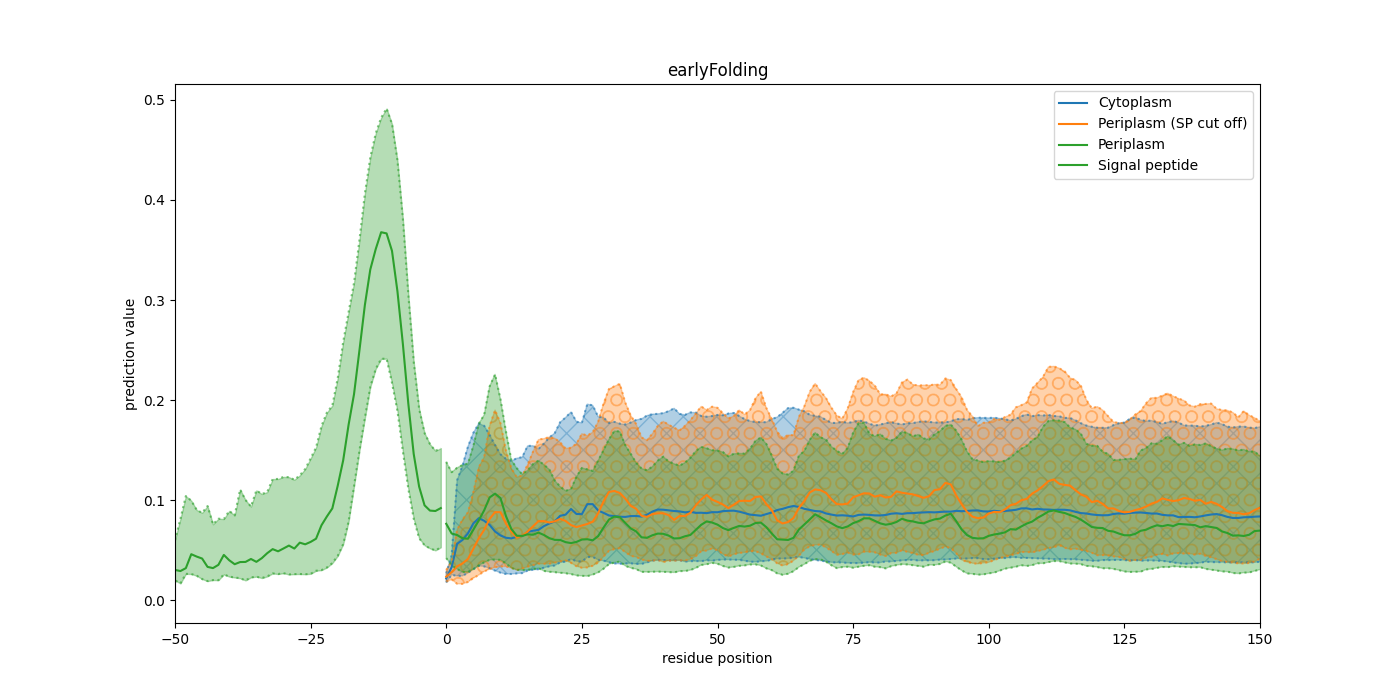 earlyFolding
0.5
0.4
0.3
0.2
0.1
0.0
prediction value
Cytoplasm
Periplasm (SP cut off)
Periplasm
Signal peptide
−50
−25
0
25
50
75
100
125
150
residue position